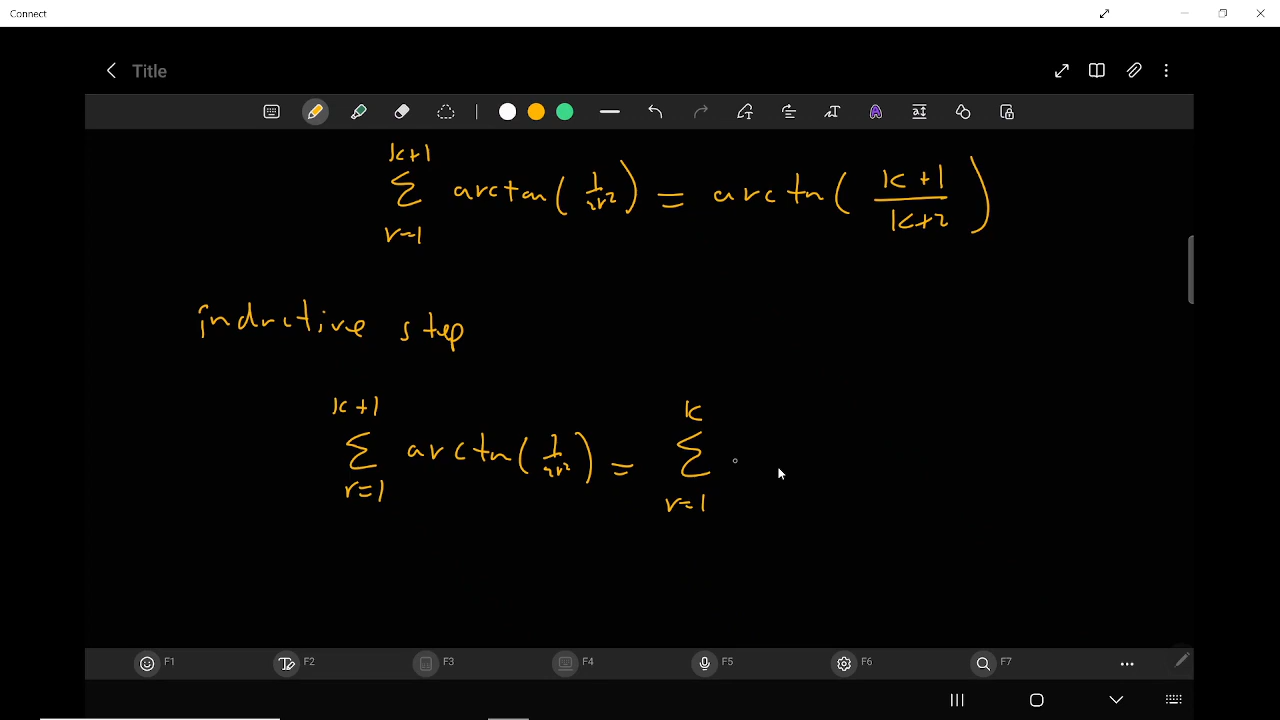 Connect
Title
k+1
∑ arctan( 1/2r² ) = arctn( k+1/k+2 )
r=1
inductive step
k+1 k
∑ arctn( 1/2r² ) = ∑
r=1 r=1
F1 F2 F3 F4 F5 F6 F7